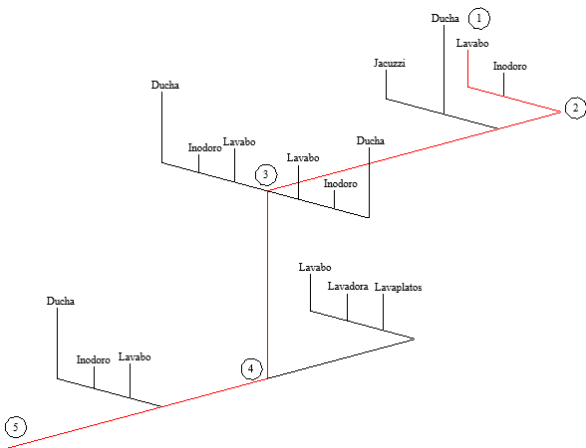 Ducha 1
Lavabo
Jacuzzi
Inodoro
Ducha
2
Ducha
Inodoro
Lavabo
Lavabo
Inodoro
3
Lavabo
Lavadora
Lavaplatos
Ducha
Inodoro
Lavabo
4
5